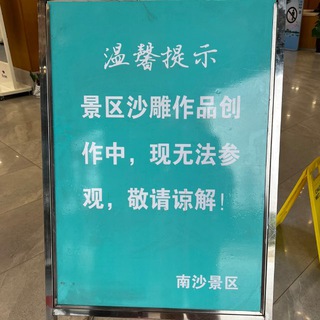 温馨提示
景区沙雕作品创
作中，现无法参
观，敬请谅解！
南沙景区